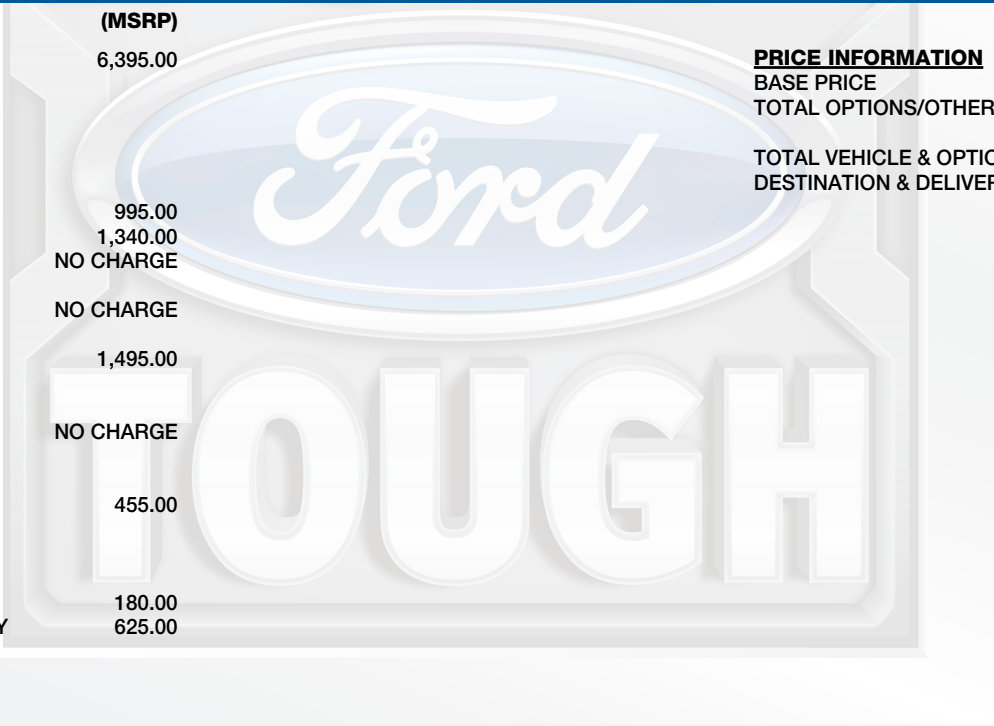 (MSRP)
6,395.00
995.00
1,340.00
NO CHARGE
NO CHARGE
1,495.00
NO CHARGE
455.00
180.00
Y 625.00
PRICE INFORMATION
BASE PRICE
TOTAL OPTIONS/OTHER
TOTAL VEHICLE & OPTIO
DESTINATION & DELIVER
Ford
TOUGH